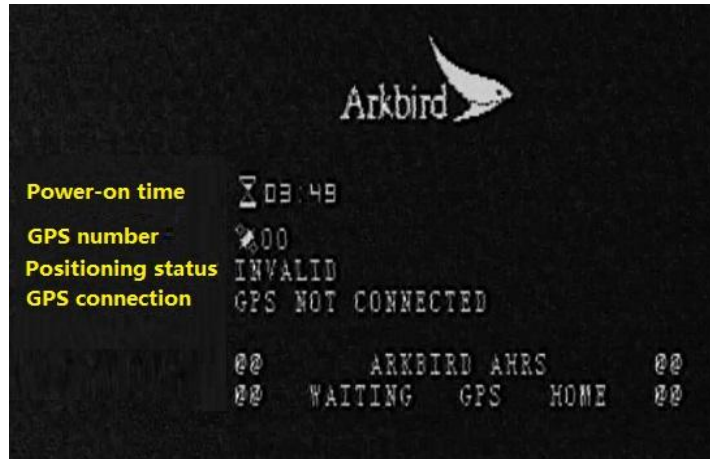 Arkbird
Power-on time 03:49
GPS number 00
Positioning status INVALID
GPS connection GPS NOT CONNECTED
@@ ARKBIRD AHRS @@
@@ WAITING GPS HOME @@